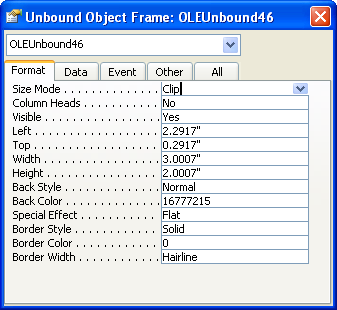 Unbound Object Frame: OLEUnbound46
OLEUnbound46
Format Data Event Other All
Size Mode . . . . . . . . . . . . . . Clip
Column Heads . . . . . . . . . . . No
Visible . . . . . . . . . . . . . . . . . Yes
Left . . . . . . . . . . . . . . . . . . . 2.2917"
Top . . . . . . . . . . . . . . . . . . . 0.2917"
Width . . . . . . . . . . . . . . . . . 3.0007"
Height . . . . . . . . . . . . . . . . . 2.0007"
Back Style . . . . . . . . . . . . . . Normal
Back Color . . . . . . . . . . . . . . 16777215
Special Effect . . . . . . . . . . . . Flat
Border Style . . . . . . . . . . . . . Solid
Border Color . . . . . . . . . . . . . 0
Border Width . . . . . . . . . . . . Hairline